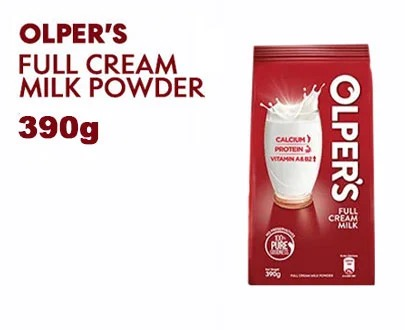 OLPER'S
FULL CREAM
MILK POWDER
390g
CALCIUM
PROTEIN
VITAMIN A&B2
OLPER'S
FULL
CREAM
MILK
100%
PURE
GOODNESS
390g
FULL CREAM MILK POWDER